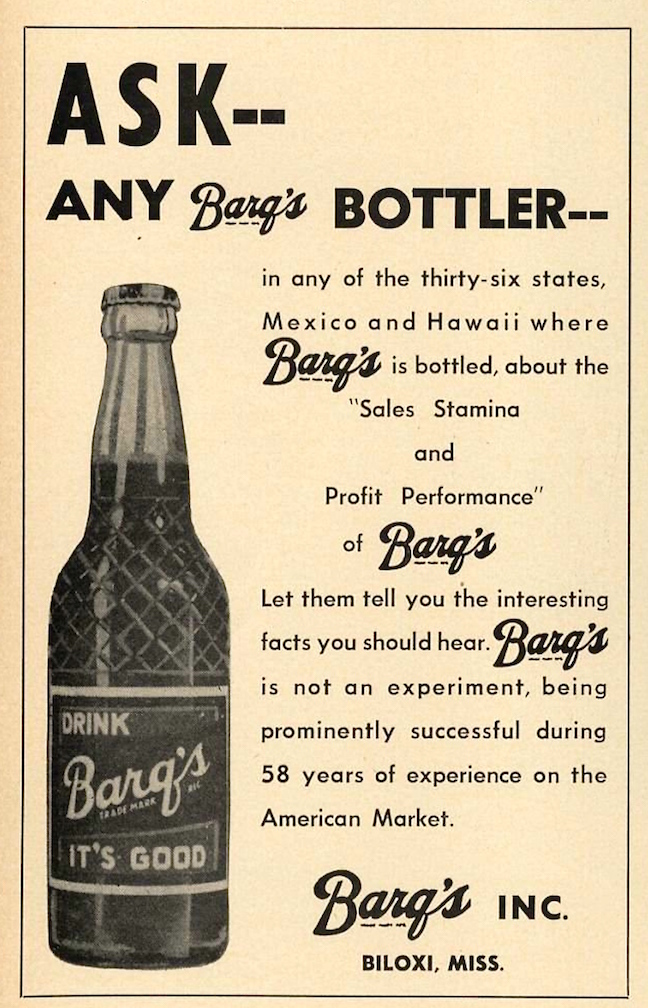 ASK--
ANY Barq's BOTTLER--
in any of the thirty-six states,
Mexico and Hawaii where
Barq's is bottled, about the
"Sales Stamina
and
Profit Performance"
of Barq's
Let them tell you the interesting
facts you should hear. Barq's
is not an experiment, being
prominently successful during
58 years of experience on the
American Market.
DRINK
Barq's
TRADE MARK REG
IT'S GOOD
Barq's INC.
BILOXI, MISS.